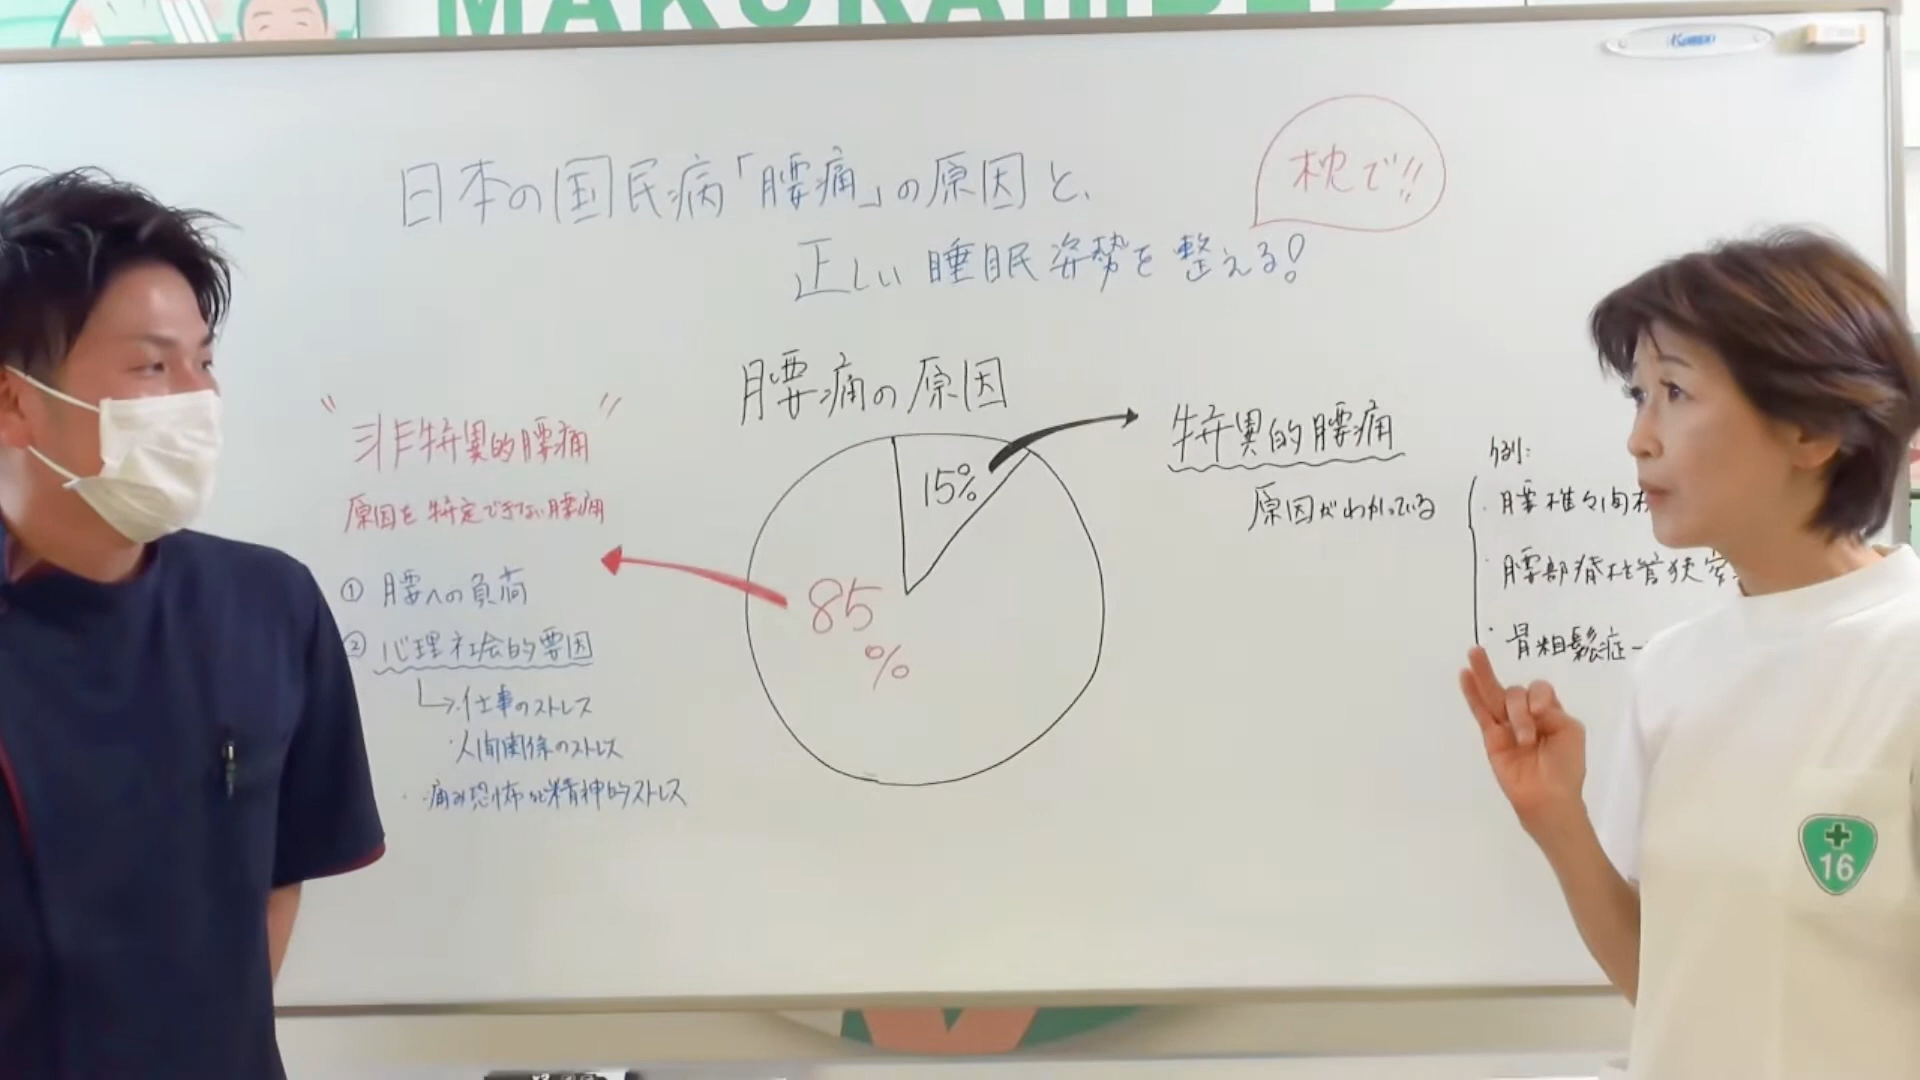 日本の国民病「腰痛」の原因と、
枕で!!
正しい睡眠姿勢を整える!
腰痛の原因
15%
85
%
"非特異的腰痛"
原因を特定できない腰痛
① 腰への負荷
② 心理社会的要因
→・仕事のストレス
・人間関係のストレス
・痛み恐怖が精神的ストレス
特異的腰痛
原因がわかっている
例:
・腰椎々間
・腰部脊柱管狭窄
・骨粗鬆症
16